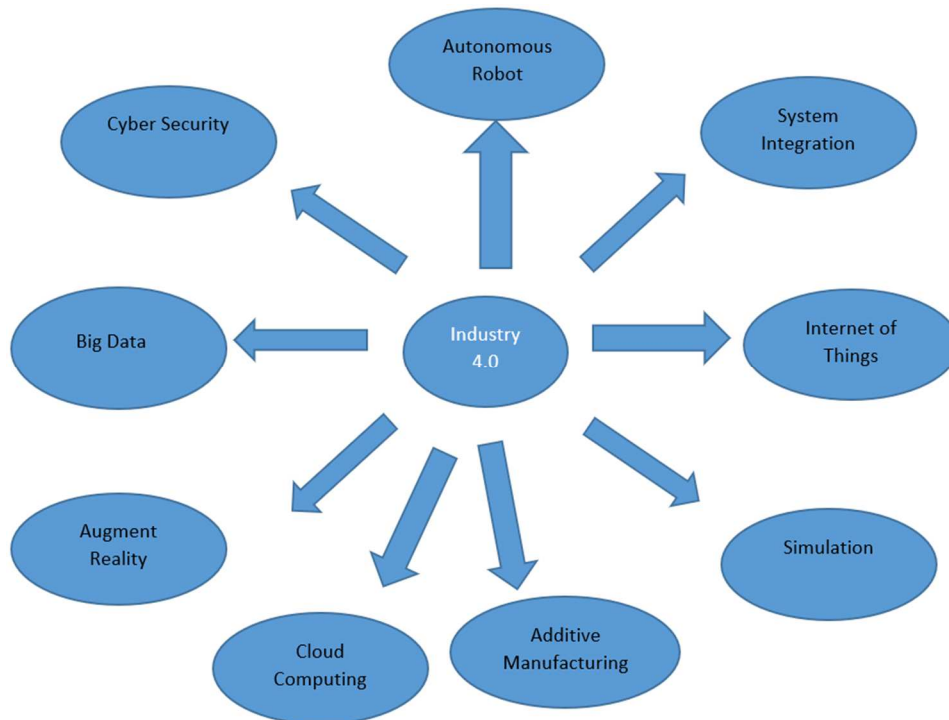 Autonomous
Robot
Cyber Security
System
Integration
Big Data
Industry
4.0
Internet of
Things
Augment
Reality
Simulation
Cloud
Computing
Additive
Manufacturing